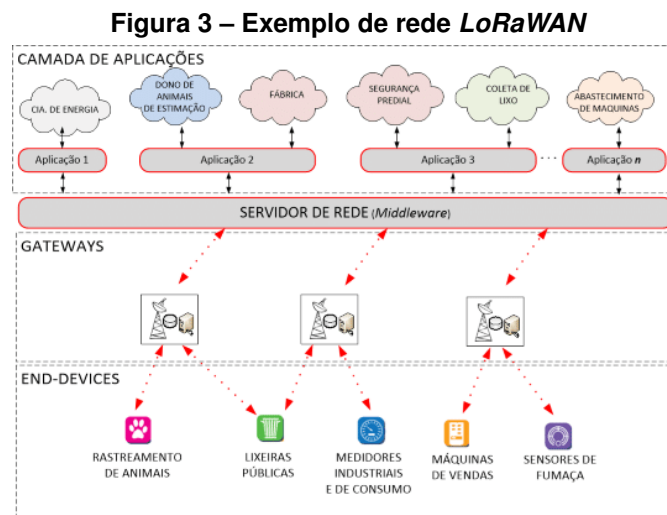 Figura 3 – Exemplo de rede LoRaWAN
CAMADA DE APLICAÇÕES
CIA. DE ENERGIA
DONO DE
ANIMAIS
DE ESTIMAÇÃO
FÁBRICA
SEGURANÇA
PREDIAL
COLETA DE
LIXO
ABASTECIMENTO
DE MAQUINAS
Aplicação 1
Aplicação 2
Aplicação 3
Aplicação n
SERVIDOR DE REDE (Middleware)
GATEWAYS
END-DEVICES
RASTREAMENTO
DE ANIMAIS
LIXEIRAS
PÚBLICAS
MEDIDORES
INDUSTRIAIS
E DE CONSUMO
MÁQUINAS
DE VENDAS
SENSORES DE
FUMAÇA